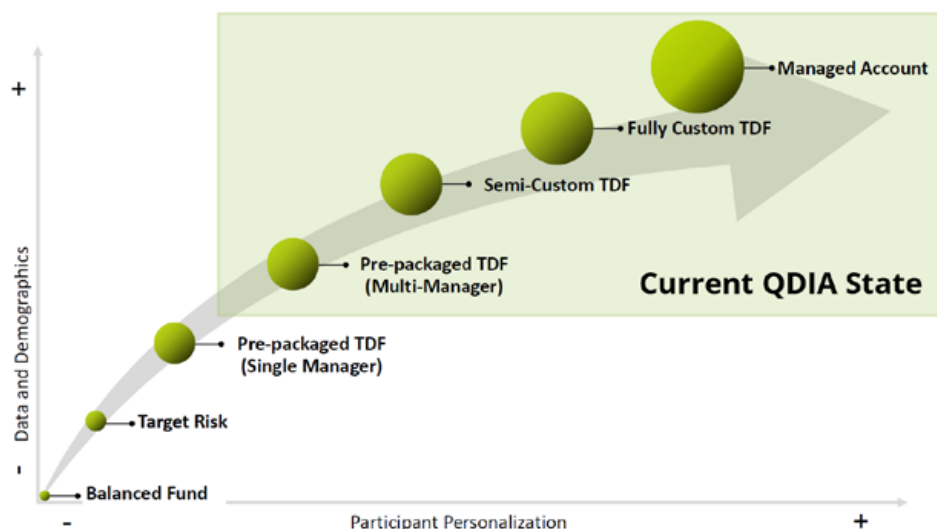 +
Managed Account
Fully Custom TDF
Semi-Custom TDF
Pre-packaged TDF
(Multi-Manager)
Current QDIA State
Pre-packaged TDF
(Single Manager)
Target Risk
Balanced Fund
Data and Demographics
-
-
Participant Personalization
+